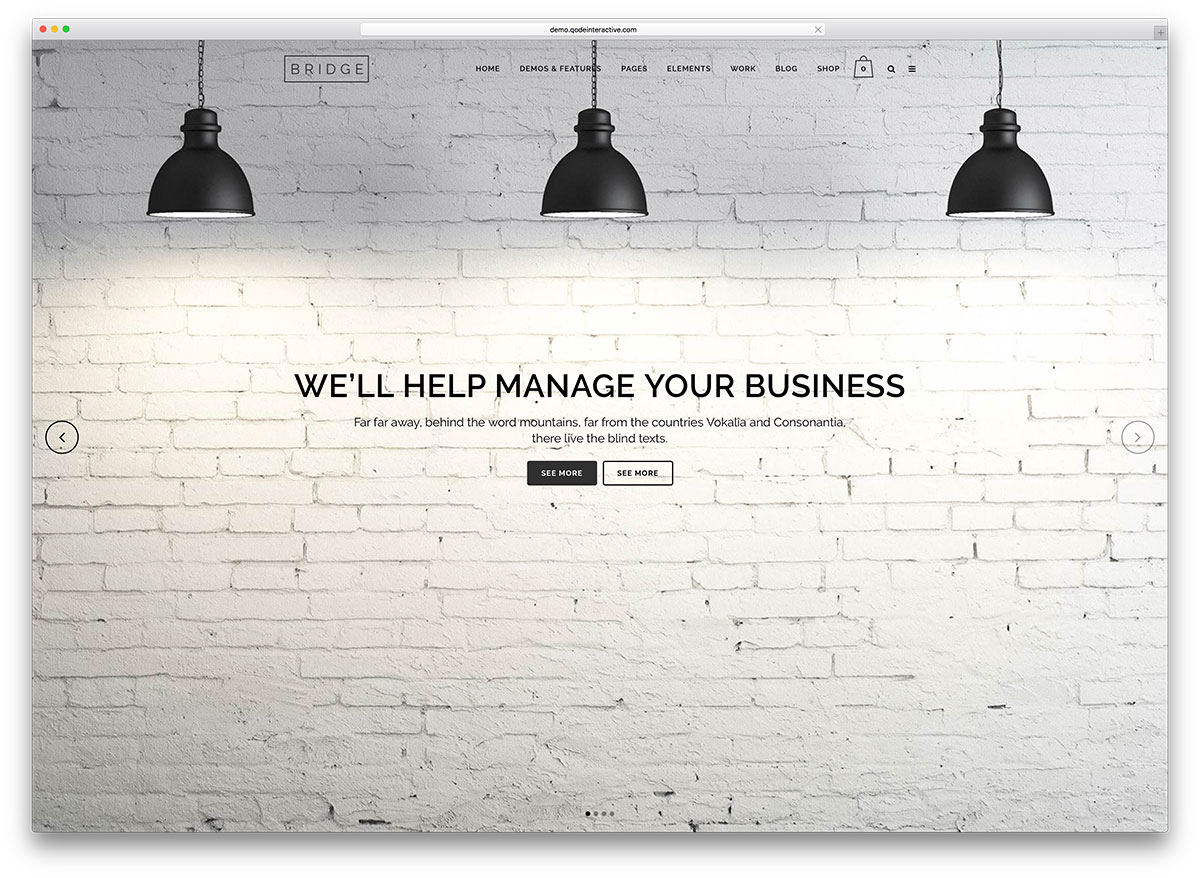 demo.qodeinteractive.com
BRIDGE
HOME DEMOS & FEATURES PAGES ELEMENTS WORK BLOG SHOP 0
WE’LL HELP MANAGE YOUR BUSINESS
Far far away, behind the word mountains, far from the countries Vokalia and Consonantia,
there live the blind texts.
SEE MORE SEE MORE